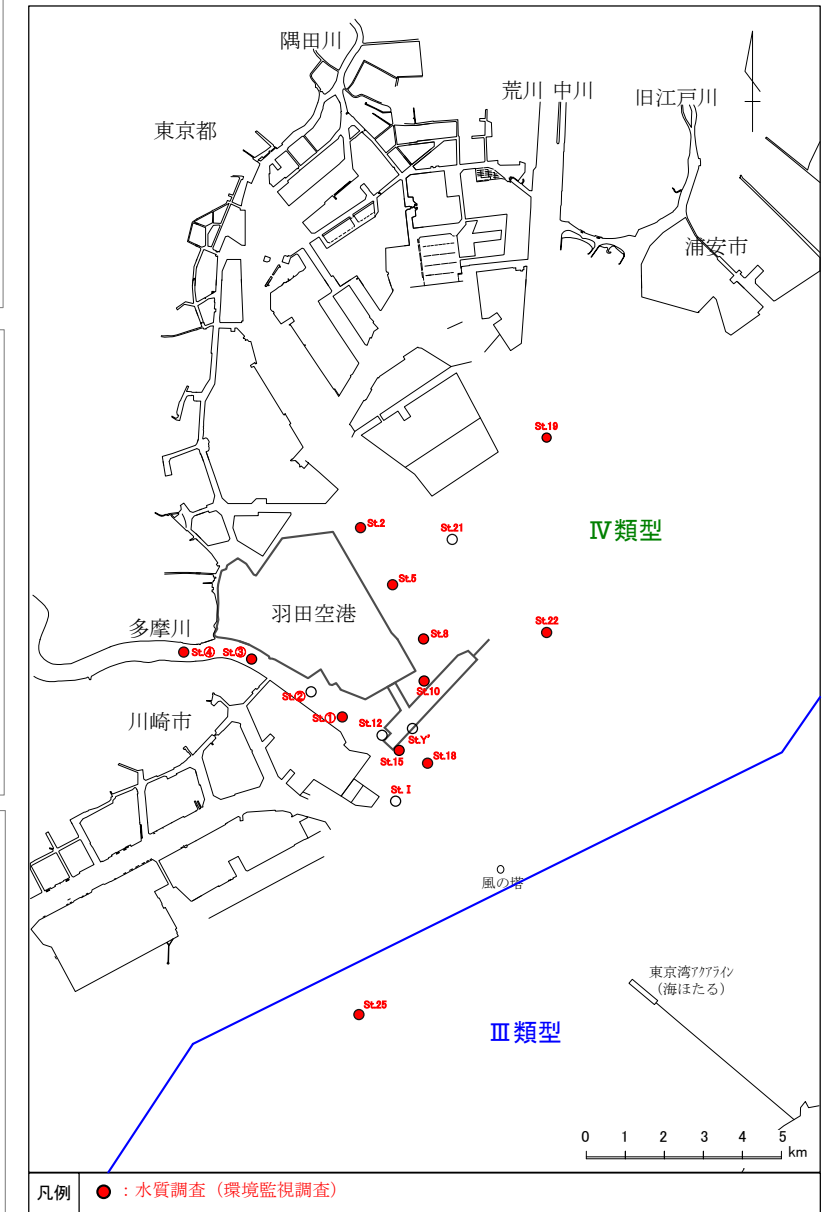 隅田川
荒川 中川
旧江戸川
東京都
浦安市
St.19
St.2
St.21
Ⅳ類型
St.5
羽田空港
St.22
多摩川
St.8
St.④
St.③
St.②
St.10
川崎市
St.①
St.12
St.Y'
St.15
St.18
St.Ⅰ
風の塔
東京湾アクアライン
(海ほたる)
St.25
Ⅲ類型
0 1 2 3 4 5
km
凡例
：水質調査（環境監視調査）